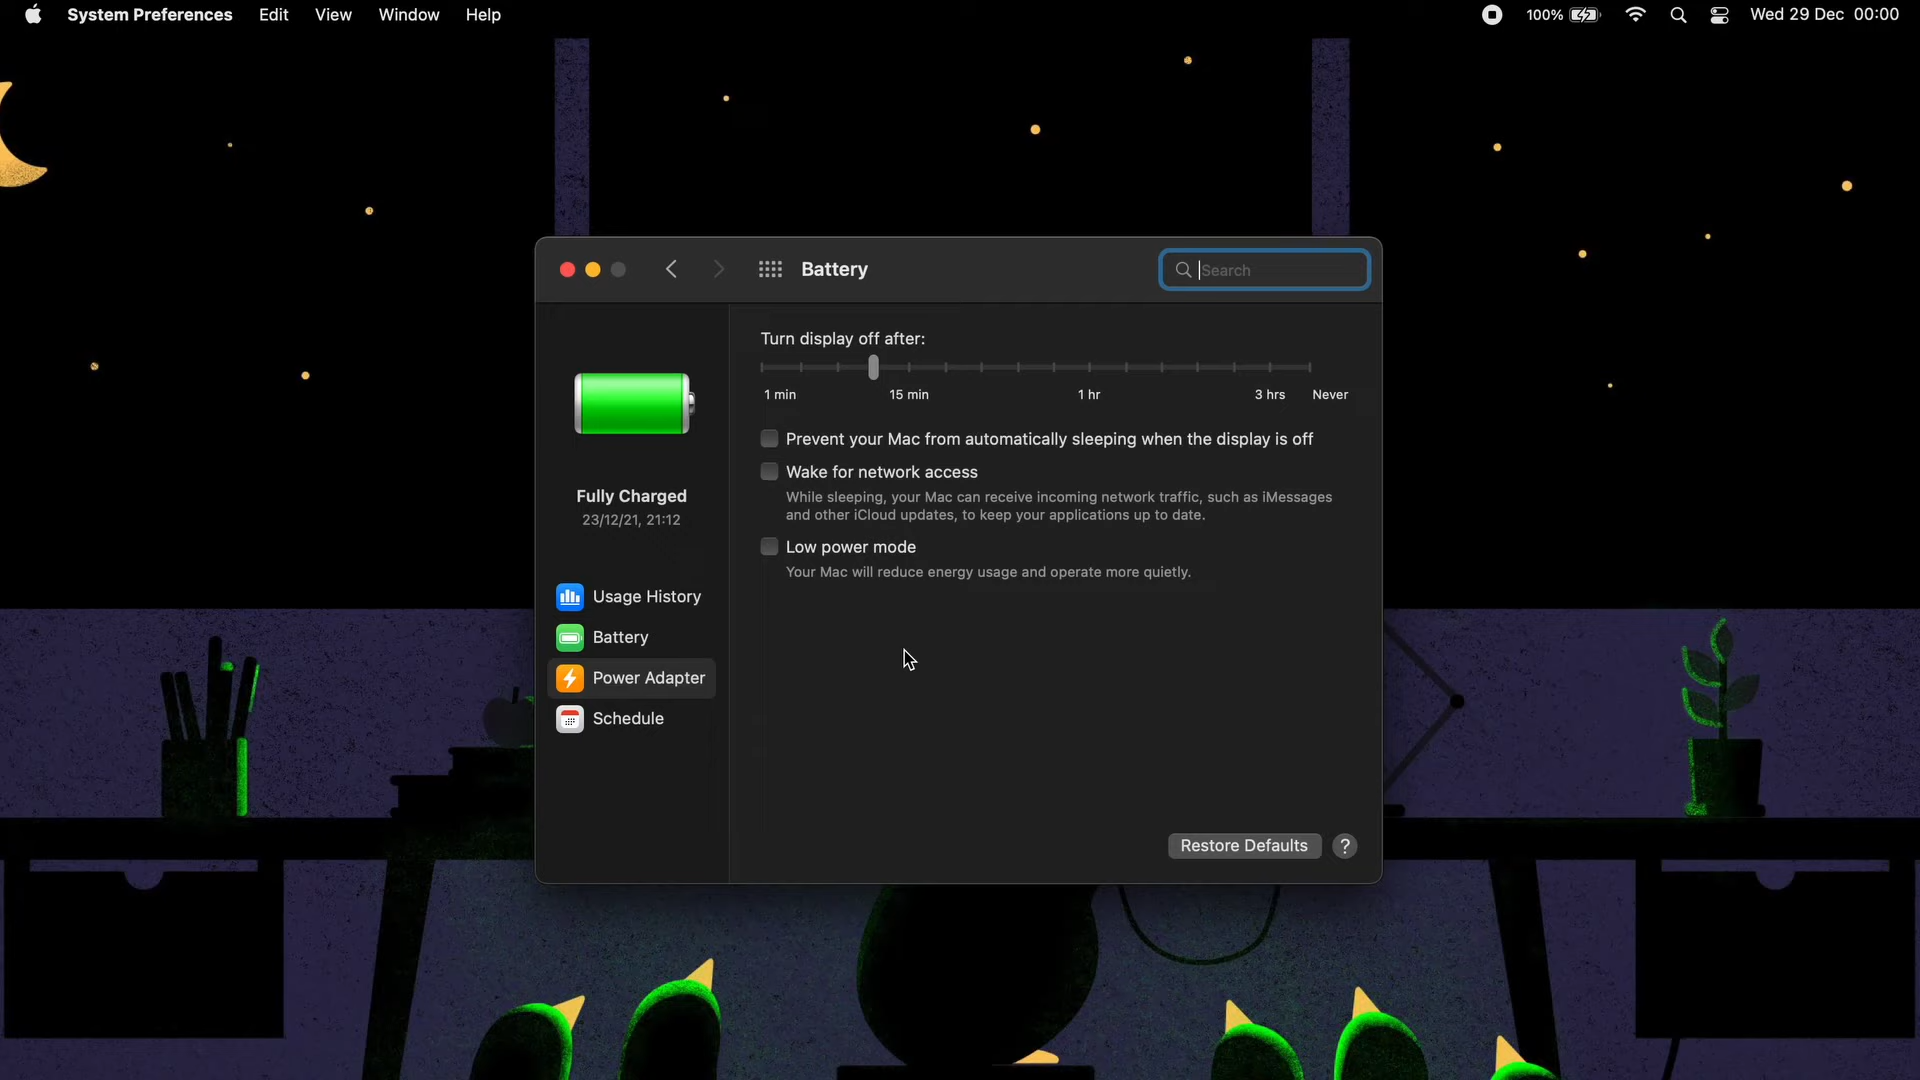 System Preferences Edit View Window Help 100% Wed 29 Dec 00:00
Battery
Search
Turn display off after:
1 min 15 min 1 hr 3 hrs Never
Prevent your Mac from automatically sleeping when the display is off
Wake for network access
While sleeping, your Mac can receive incoming network traffic, such as iMessages
and other iCloud updates, to keep your applications up to date.
Low power mode
Your Mac will reduce energy usage and operate more quietly.
Fully Charged
23/12/21, 21:12
Usage History
Battery
Power Adapter
Schedule
Restore Defaults ?